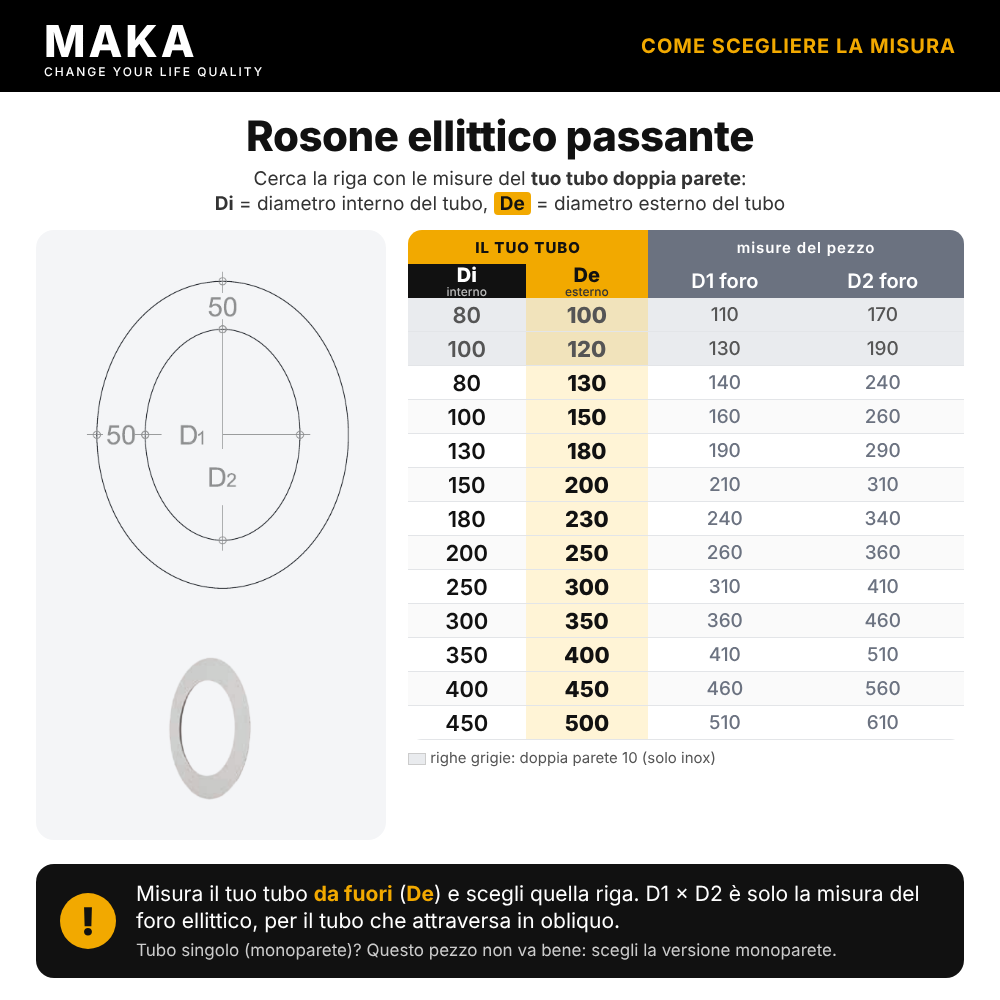 MAKA
CHANGE YOUR LIFE QUALITY
COME SCEGLIERE LA MISURA
Rosone ellittico passante
Cerca la riga con le misure del tuo tubo doppia parete:
Di = diametro interno del tubo, De = diametro esterno del tubo
50
50 D1
D2
IL TUO TUBO misure del pezzo
Di De D1 foro D2 foro
interno esterno
80 100 110 170
100 120 130 190
80 130 140 240
100 150 160 260
130 180 190 290
150 200 210 310
180 230 240 340
200 250 260 360
250 300 310 410
300 350 360 460
350 400 410 510
400 450 460 560
450 500 510 610
righe grigie: doppia parete 10 (solo inox)
! Misura il tuo tubo da fuori (De) e scegli quella riga. D1 × D2 è solo la misura del
foro ellittico, per il tubo che attraversa in obliquo.
Tubo singolo (monoparete)? Questo pezzo non va bene: scegli la versione monoparete.